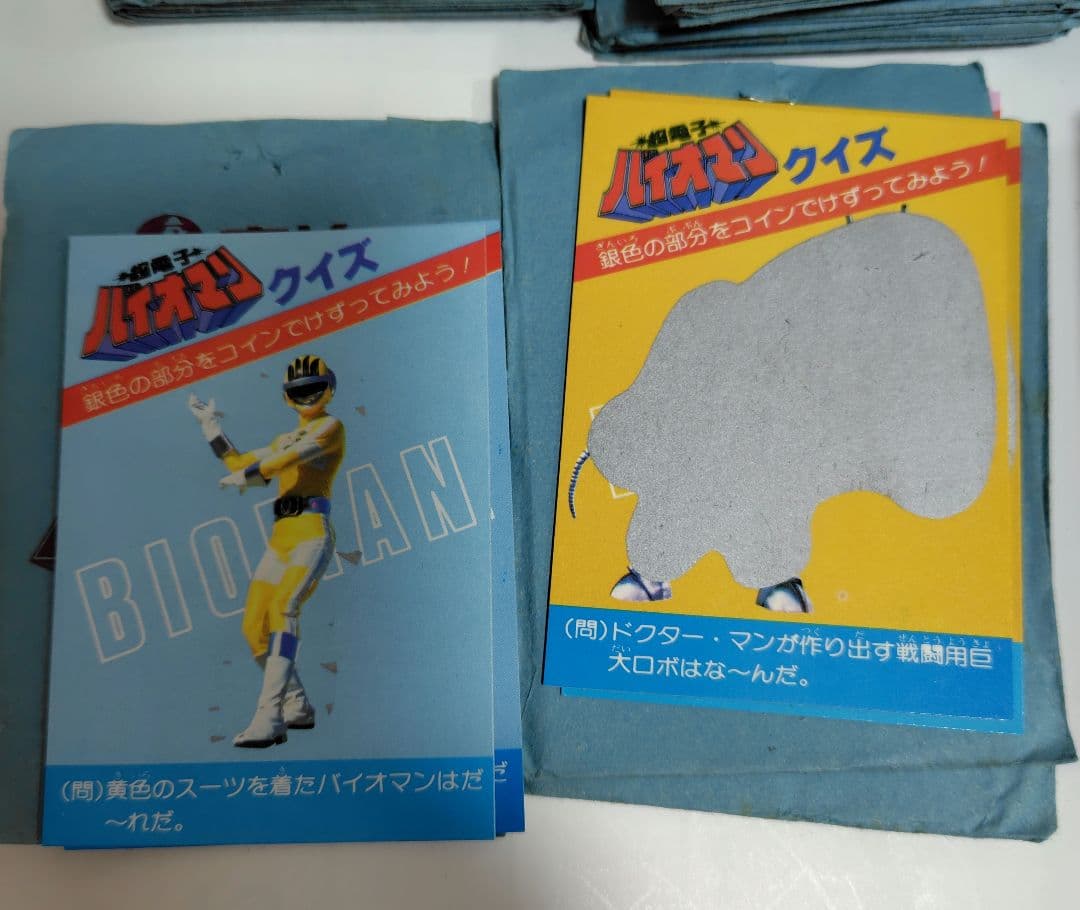 超電子
バイオマン クイズ
銀色の部分をコインでけずってみよう！
BIOMAN
(問)黄色のスーツを着たバイオマンはだ
〜れだ。
超電子
バイオマン クイズ
銀色の部分をコインでけずってみよう！
(問)ドクター・マンが作り出す戦闘用巨
大ロボはな〜んだ。